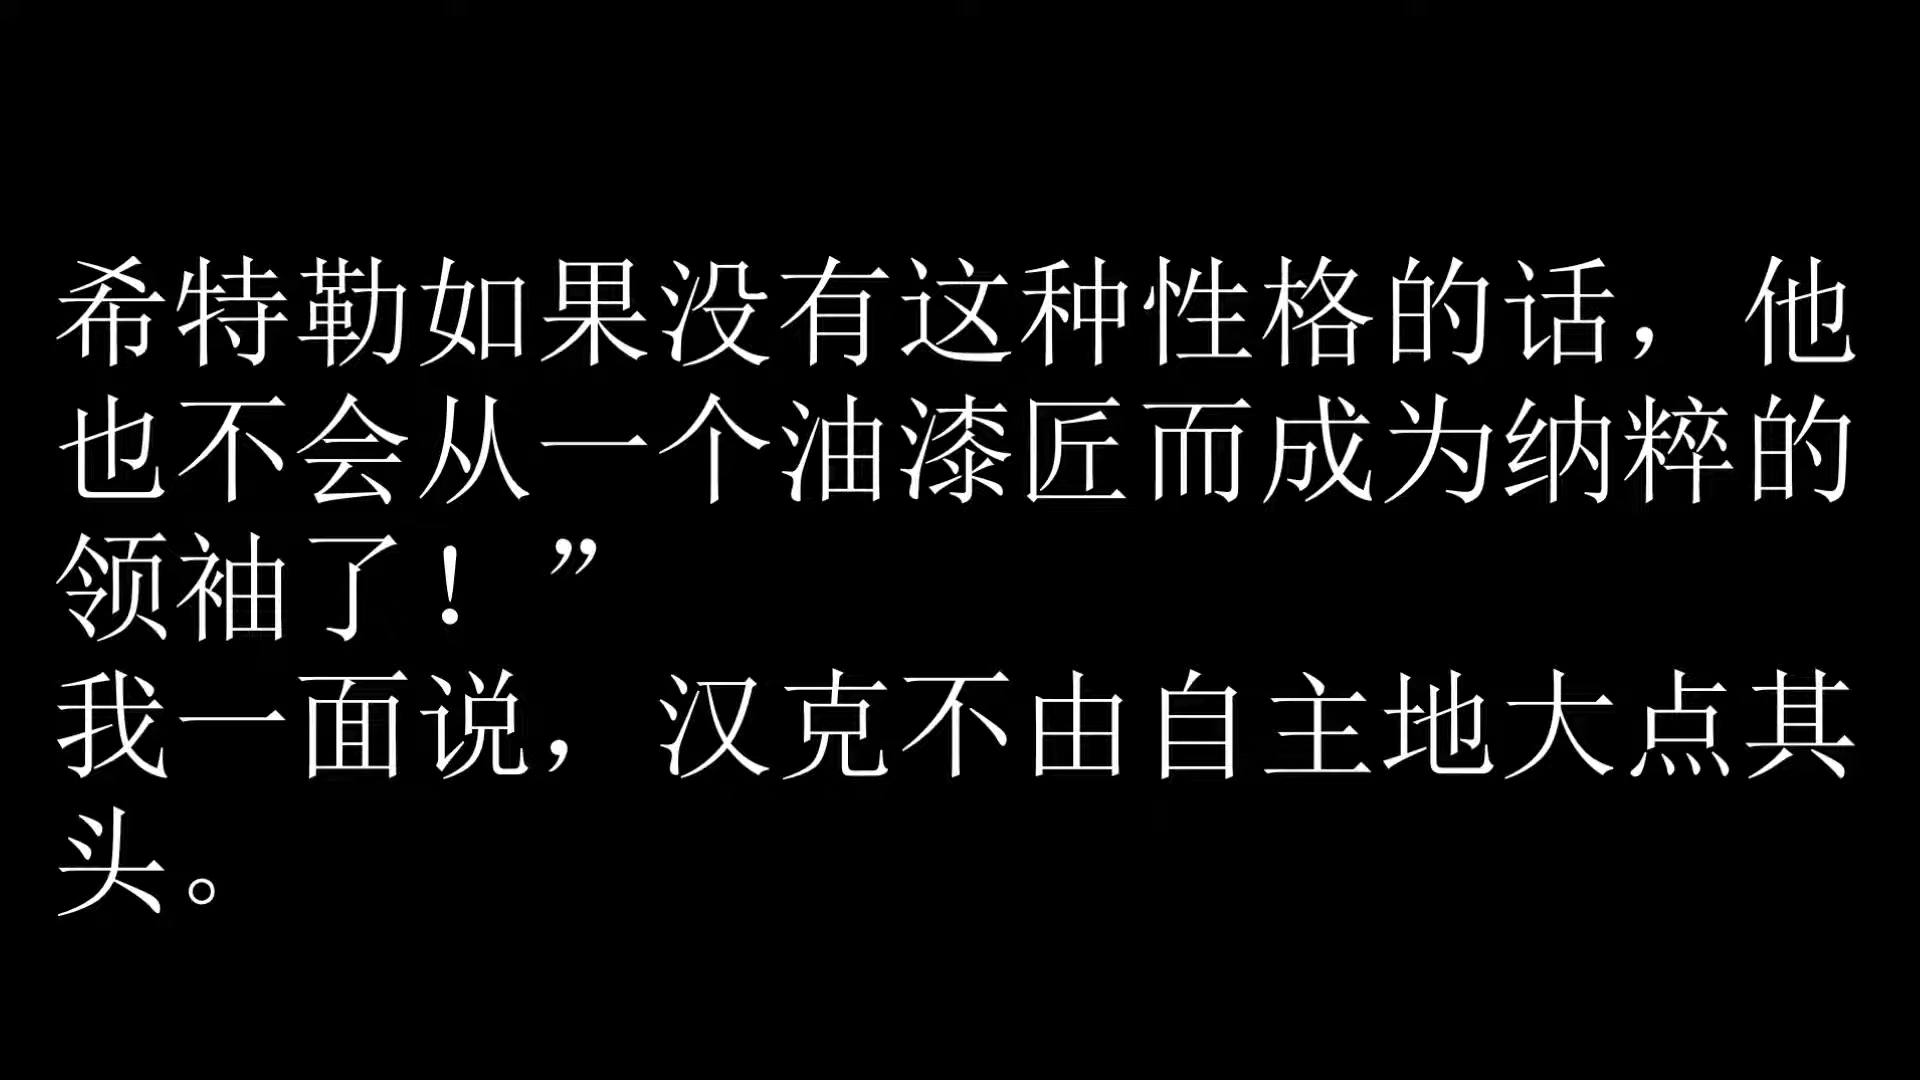 希特勒如果没有这种性格的话，他
也不会从一个油漆匠而成为纳粹的
领袖了！”
我一面说，汉克不由自主地大点其
头。